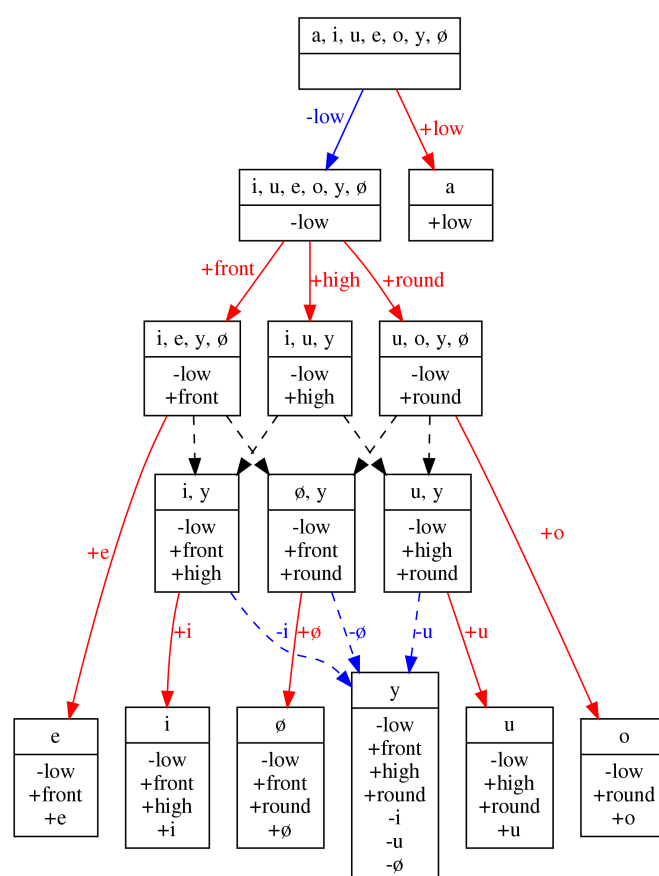 a, i, u, e, o, y, ø
-low
+low
i, u, e, o, y, ø
-low
a
+low
+front
+high
+round
i, e, y, ø
-low
+front
i, u, y
-low
+high
u, o, y, ø
-low
+round
i, y
-low
+front
+high
ø, y
-low
+front
+round
u, y
-low
+high
+round
+e
+o
+i
-i
+ø
-ø
-u
+u
e
-low
+front
+e
i
-low
+front
+high
+i
ø
-low
+front
+round
+ø
y
-low
+front
+high
+round
-i
-u
-ø
u
-low
+high
+round
+u
o
-low
+round
+o